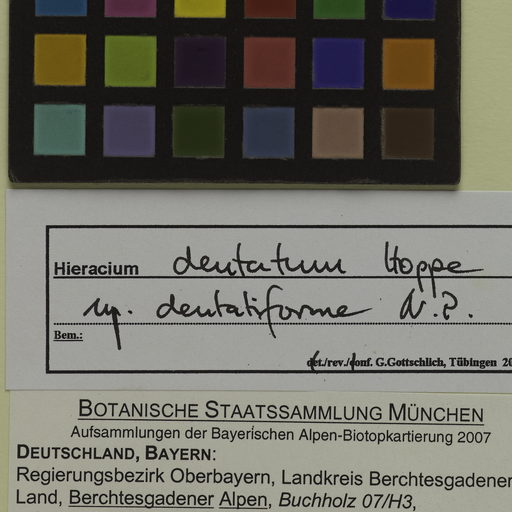 Hieracium dentatum Hoppe
ssp. dentatiforme N.P.
Bem.:
det./rev./conf. G.Gottschlich, Tübingen 20
BOTANISCHE STAATSSAMMLUNG MÜNCHEN
Aufsammlungen der Bayerischen Alpen-Biotopkartierung 2007
DEUTSCHLAND, BAYERN:
Regierungsbezirk Oberbayern, Landkreis Berchtesgadener
Land, Berchtesgadener Alpen, Buchholz 07/H3,